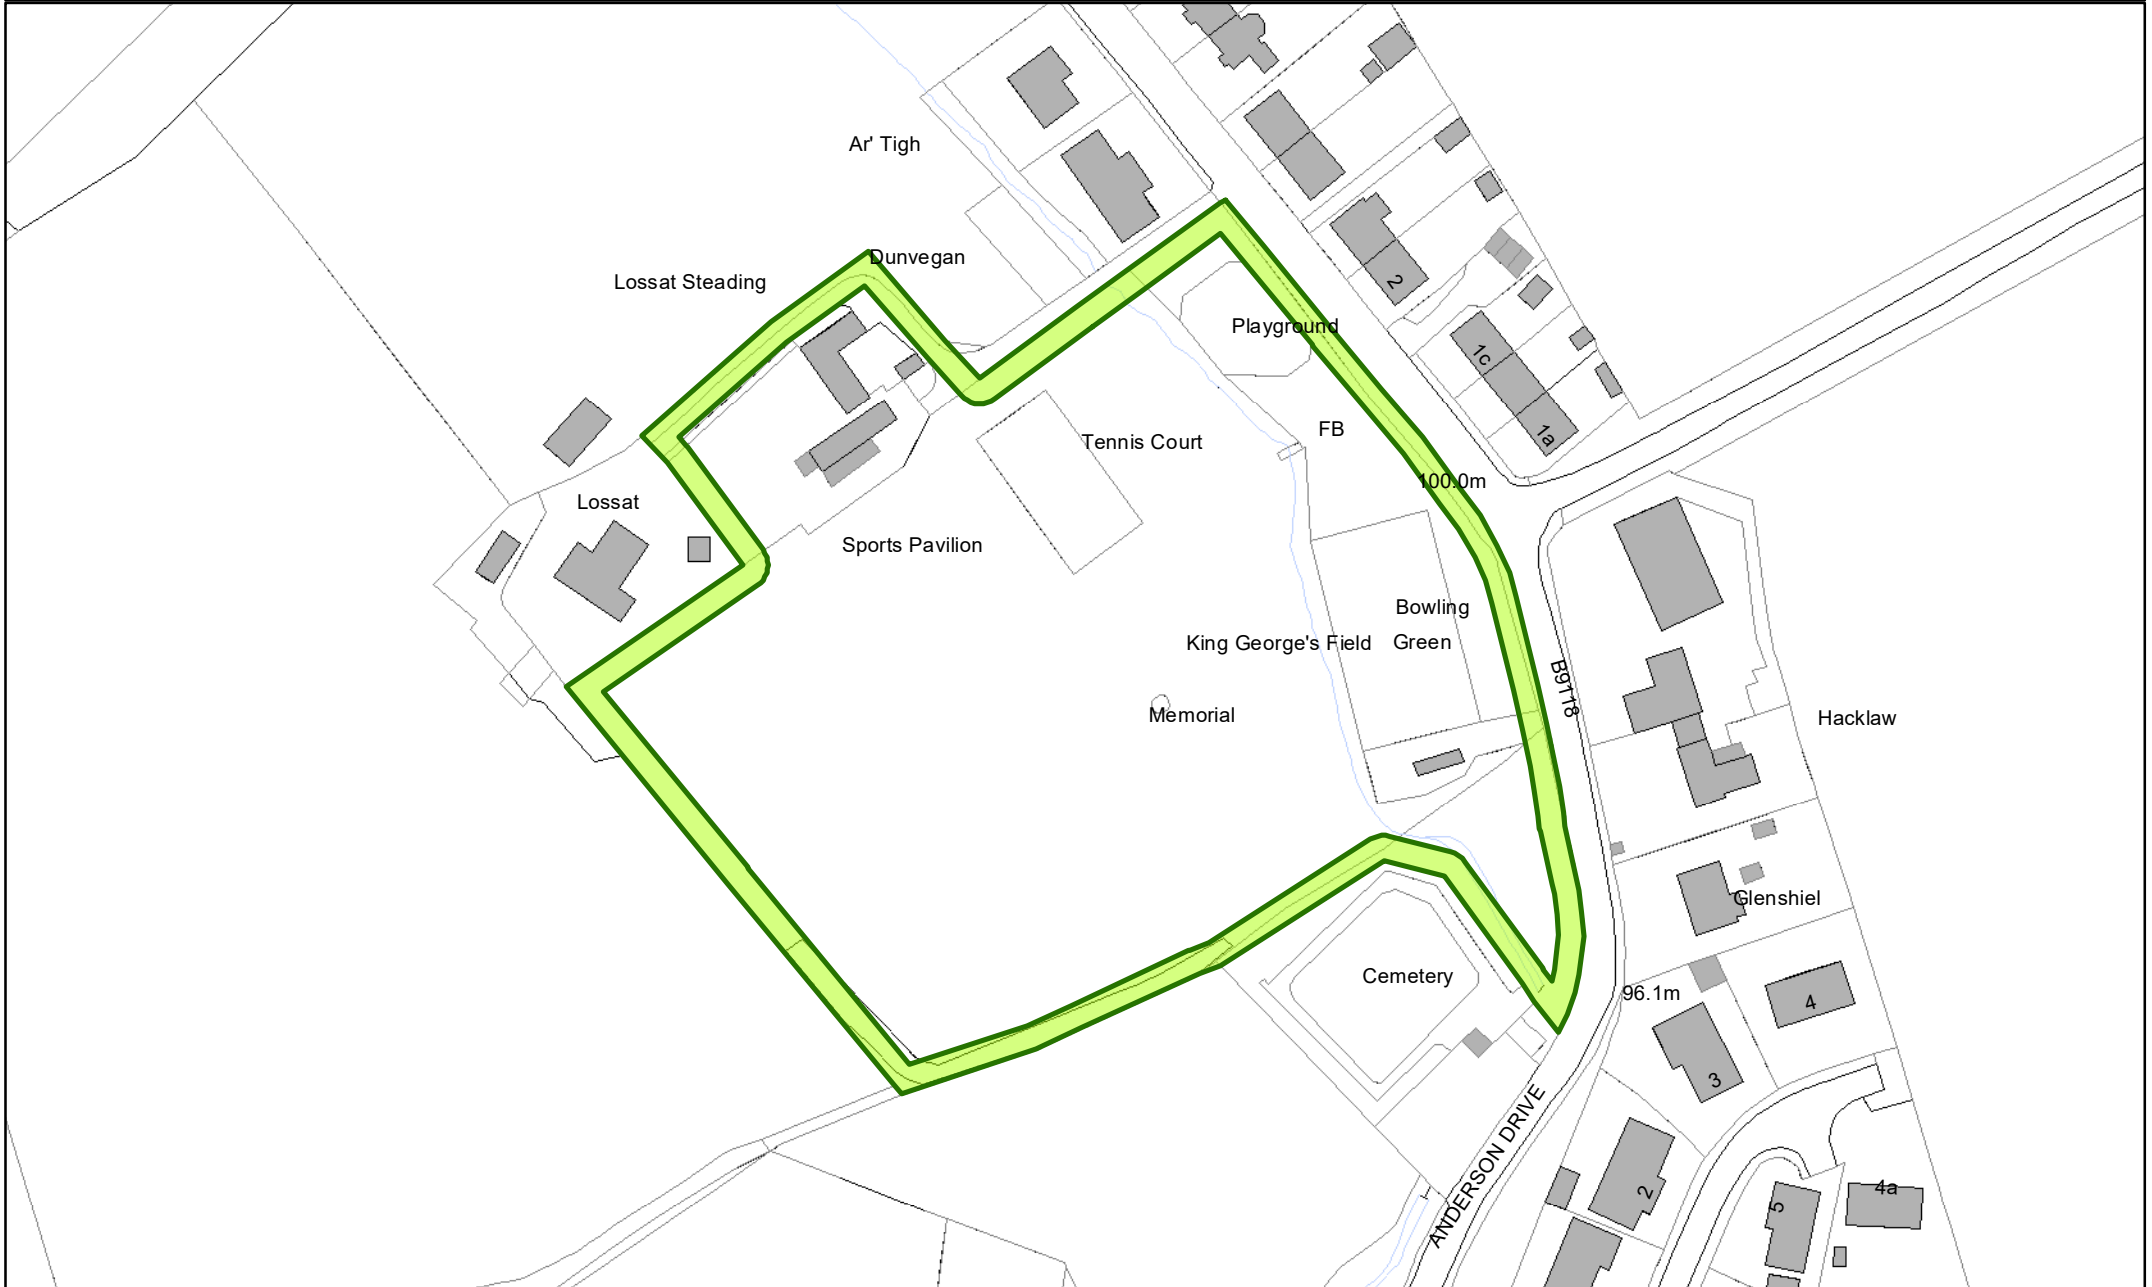 Ar' Tigh
Dunvegan
Lossat Steading
2
Playground
1c
Tennis Court
FB
1a
100.0m
Lossat
Sports Pavilion
Bowling
Green
King George's Field
B9118
Memorial
Hacklaw
Glenshiel
Cemetery
96.1m
4
3
ANDERSON DRIVE
2
5
4a